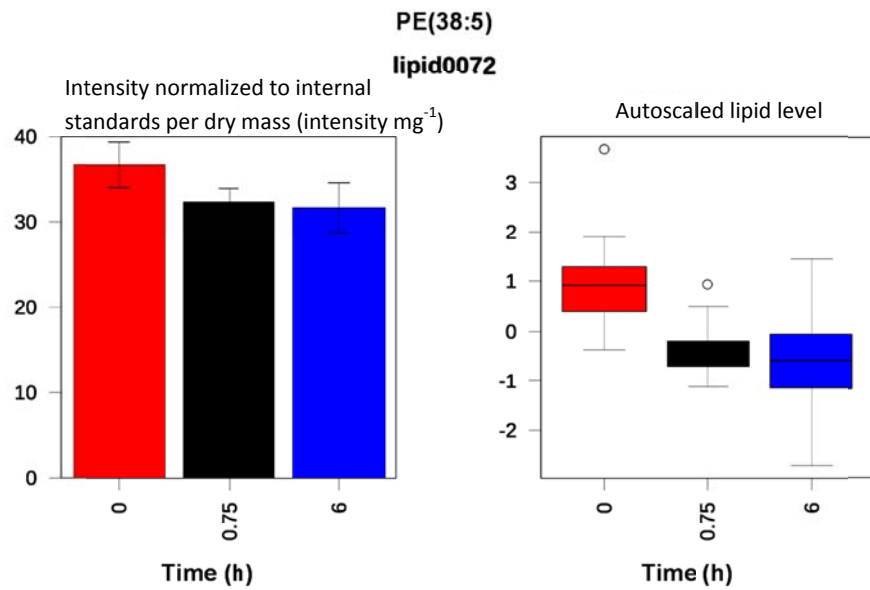 PE(38:5)
lipid0072
Intensity normalized to internal
standards per dry mass (intensity mg⁻¹)
40
30
20
10
0
0
0.75
6
Time (h)
Autoscaled lipid level
3
2
1
0
-1
-2
0
0.75
6
Time (h)